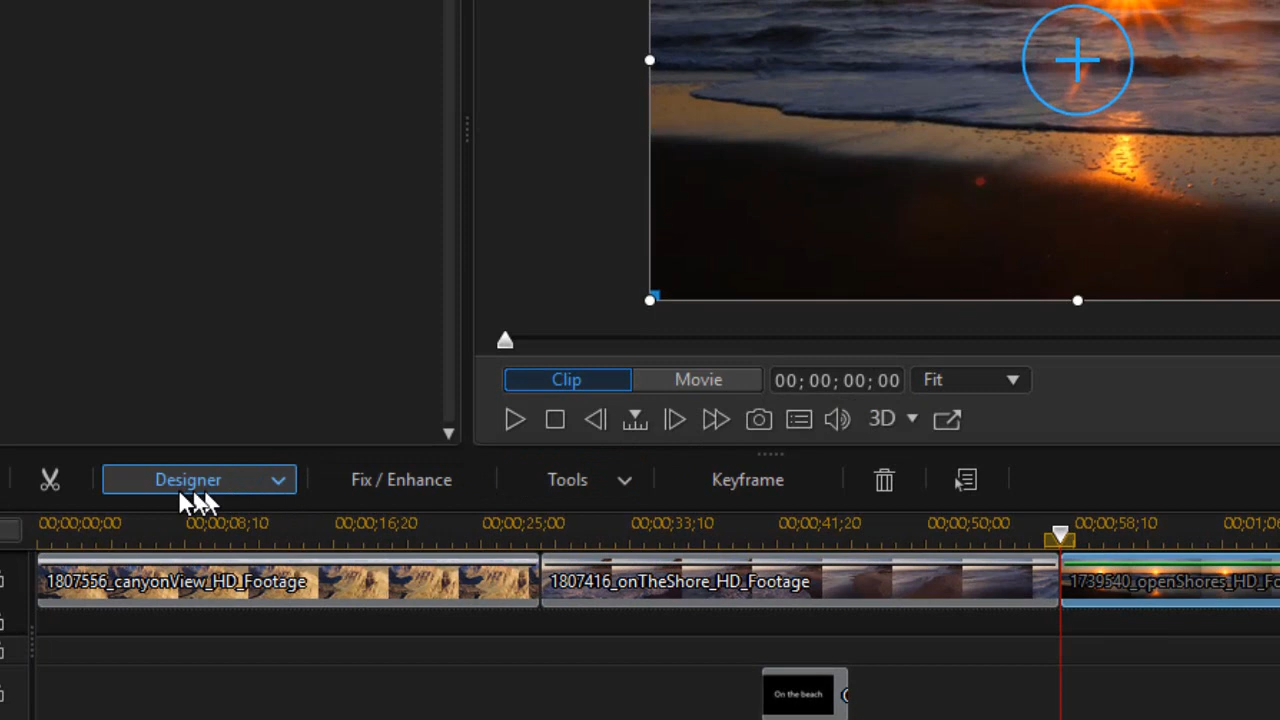 Clip Movie 00; 00; 00; 00 Fit
3D
Designer Fix / Enhance Tools Keyframe
00;00;00;00 00;00;08;10 00;00;16;20 00;00;25;00 00;00;33;10 00;00;41;20 00;00;50;00 00;00;58;10
1807556_canyonView_HD_Footage 1807416_onTheShore_HD_Footage 1739540_openShores_HD_Fo
On the beach